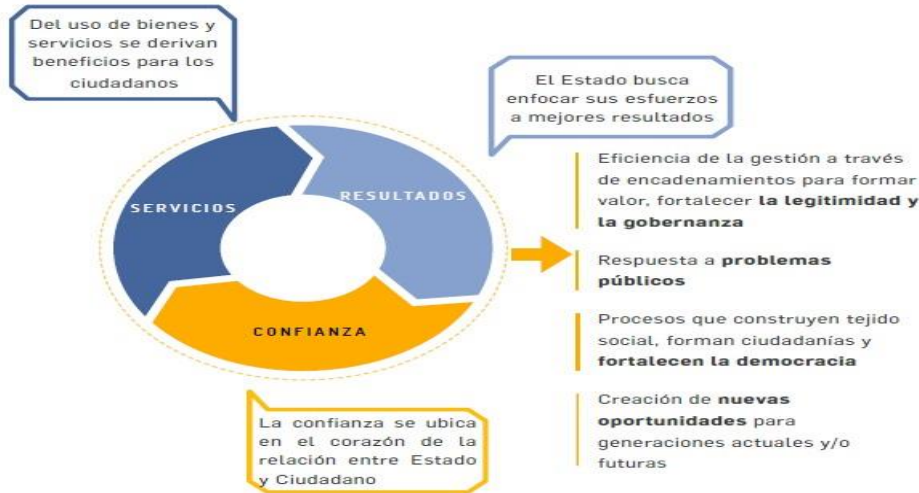 Del uso de bienes y
servicios se derivan
beneficios para los
ciudadanos
El Estado busca
enfocar sus esfuerzos
a mejores resultados
SERVICIOS
RESULTADOS
CONFIANZA
La confianza se ubica
en el corazón de la
relación entre Estado
y Ciudadano
Eficiencia de la gestión a través
de encadenamientos para formar
valor, fortalecer la legitimidad y
la gobernanza
Respuesta a problemas
públicos
Procesos que construyen tejido
social, forman ciudadanías y
fortalecen la democracia
Creación de nuevas
oportunidades para
generaciones actuales y/o
futuras